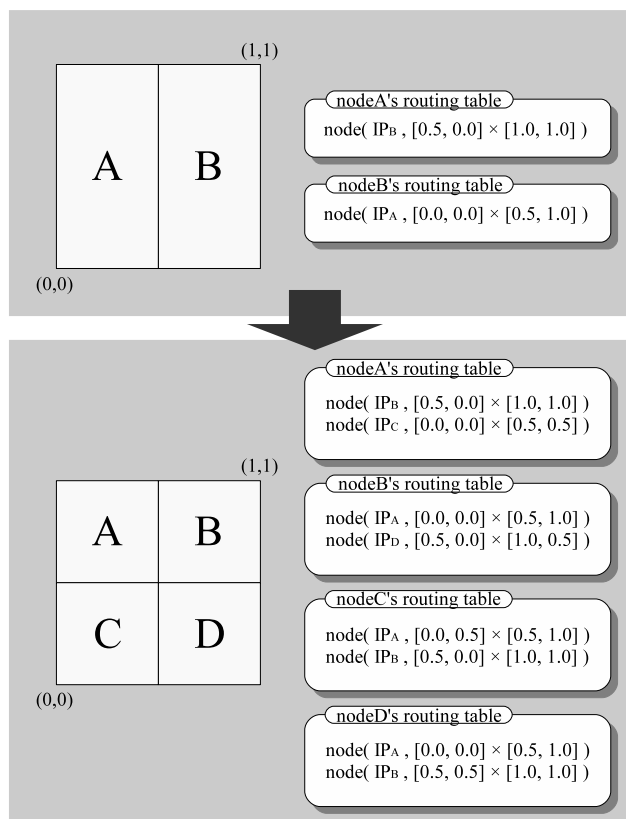 (1,1)
A B
(0,0)
nodeA's routing table
node( IPB , [0.5, 0.0] × [1.0, 1.0] )
nodeB's routing table
node( IPA , [0.0, 0.0] × [0.5, 1.0] )
(1,1)
A B
C D
(0,0)
nodeA's routing table
node( IPB , [0.5, 0.0] × [1.0, 1.0] )
node( IPC , [0.0, 0.0] × [0.5, 0.5] )
nodeB's routing table
node( IPA , [0.0, 0.0] × [0.5, 1.0] )
node( IPD , [0.5, 0.0] × [1.0, 0.5] )
nodeC's routing table
node( IPA , [0.0, 0.5] × [0.5, 1.0] )
node( IPB , [0.5, 0.0] × [1.0, 1.0] )
nodeD's routing table
node( IPA , [0.0, 0.0] × [0.5, 1.0] )
node( IPB , [0.5, 0.5] × [1.0, 1.0] )